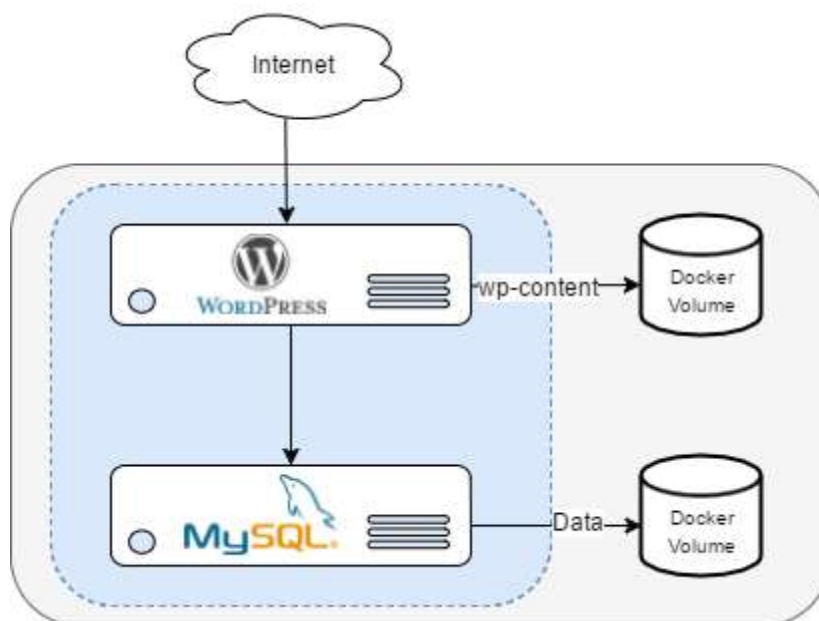 Internet
W
WORDPRESS
wp-content
Docker
Volume
MySQL®
Data
Docker
Volume